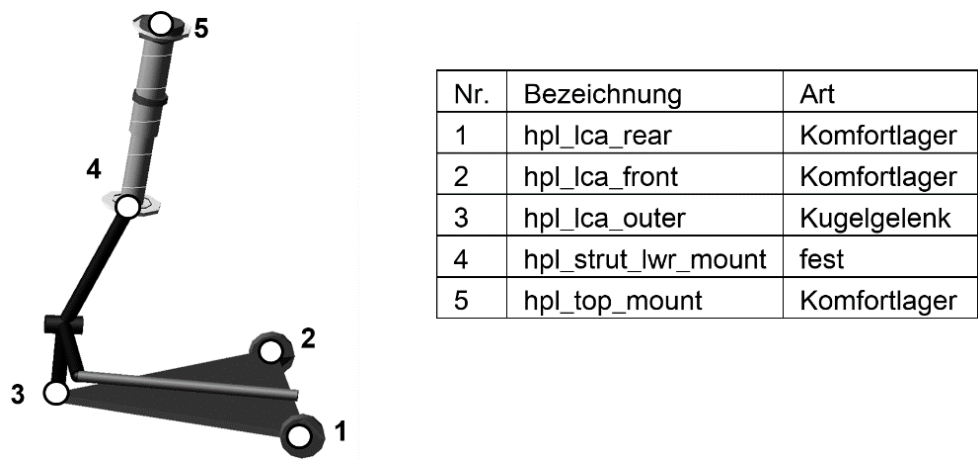 5
4
2
3
1
Nr. Bezeichnung Art
1 hpl_lca_rear Komfortlager
2 hpl_lca_front Komfortlager
3 hpl_lca_outer Kugelgelenk
4 hpl_strut_lwr_mount fest
5 hpl_top_mount Komfortlager